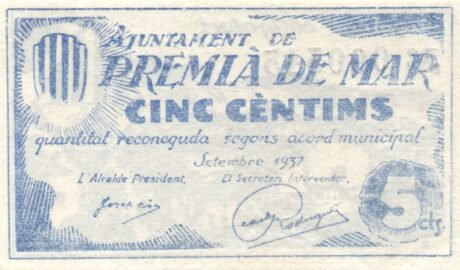 AJUNTAMENT DE
PREMIÀ DE MAR
CINC CÈNTIMS
quantitat reconeguda segons acord municipal
Setembre 1937
L'Alcalde President, El Secretari Interventor,
5 cts.